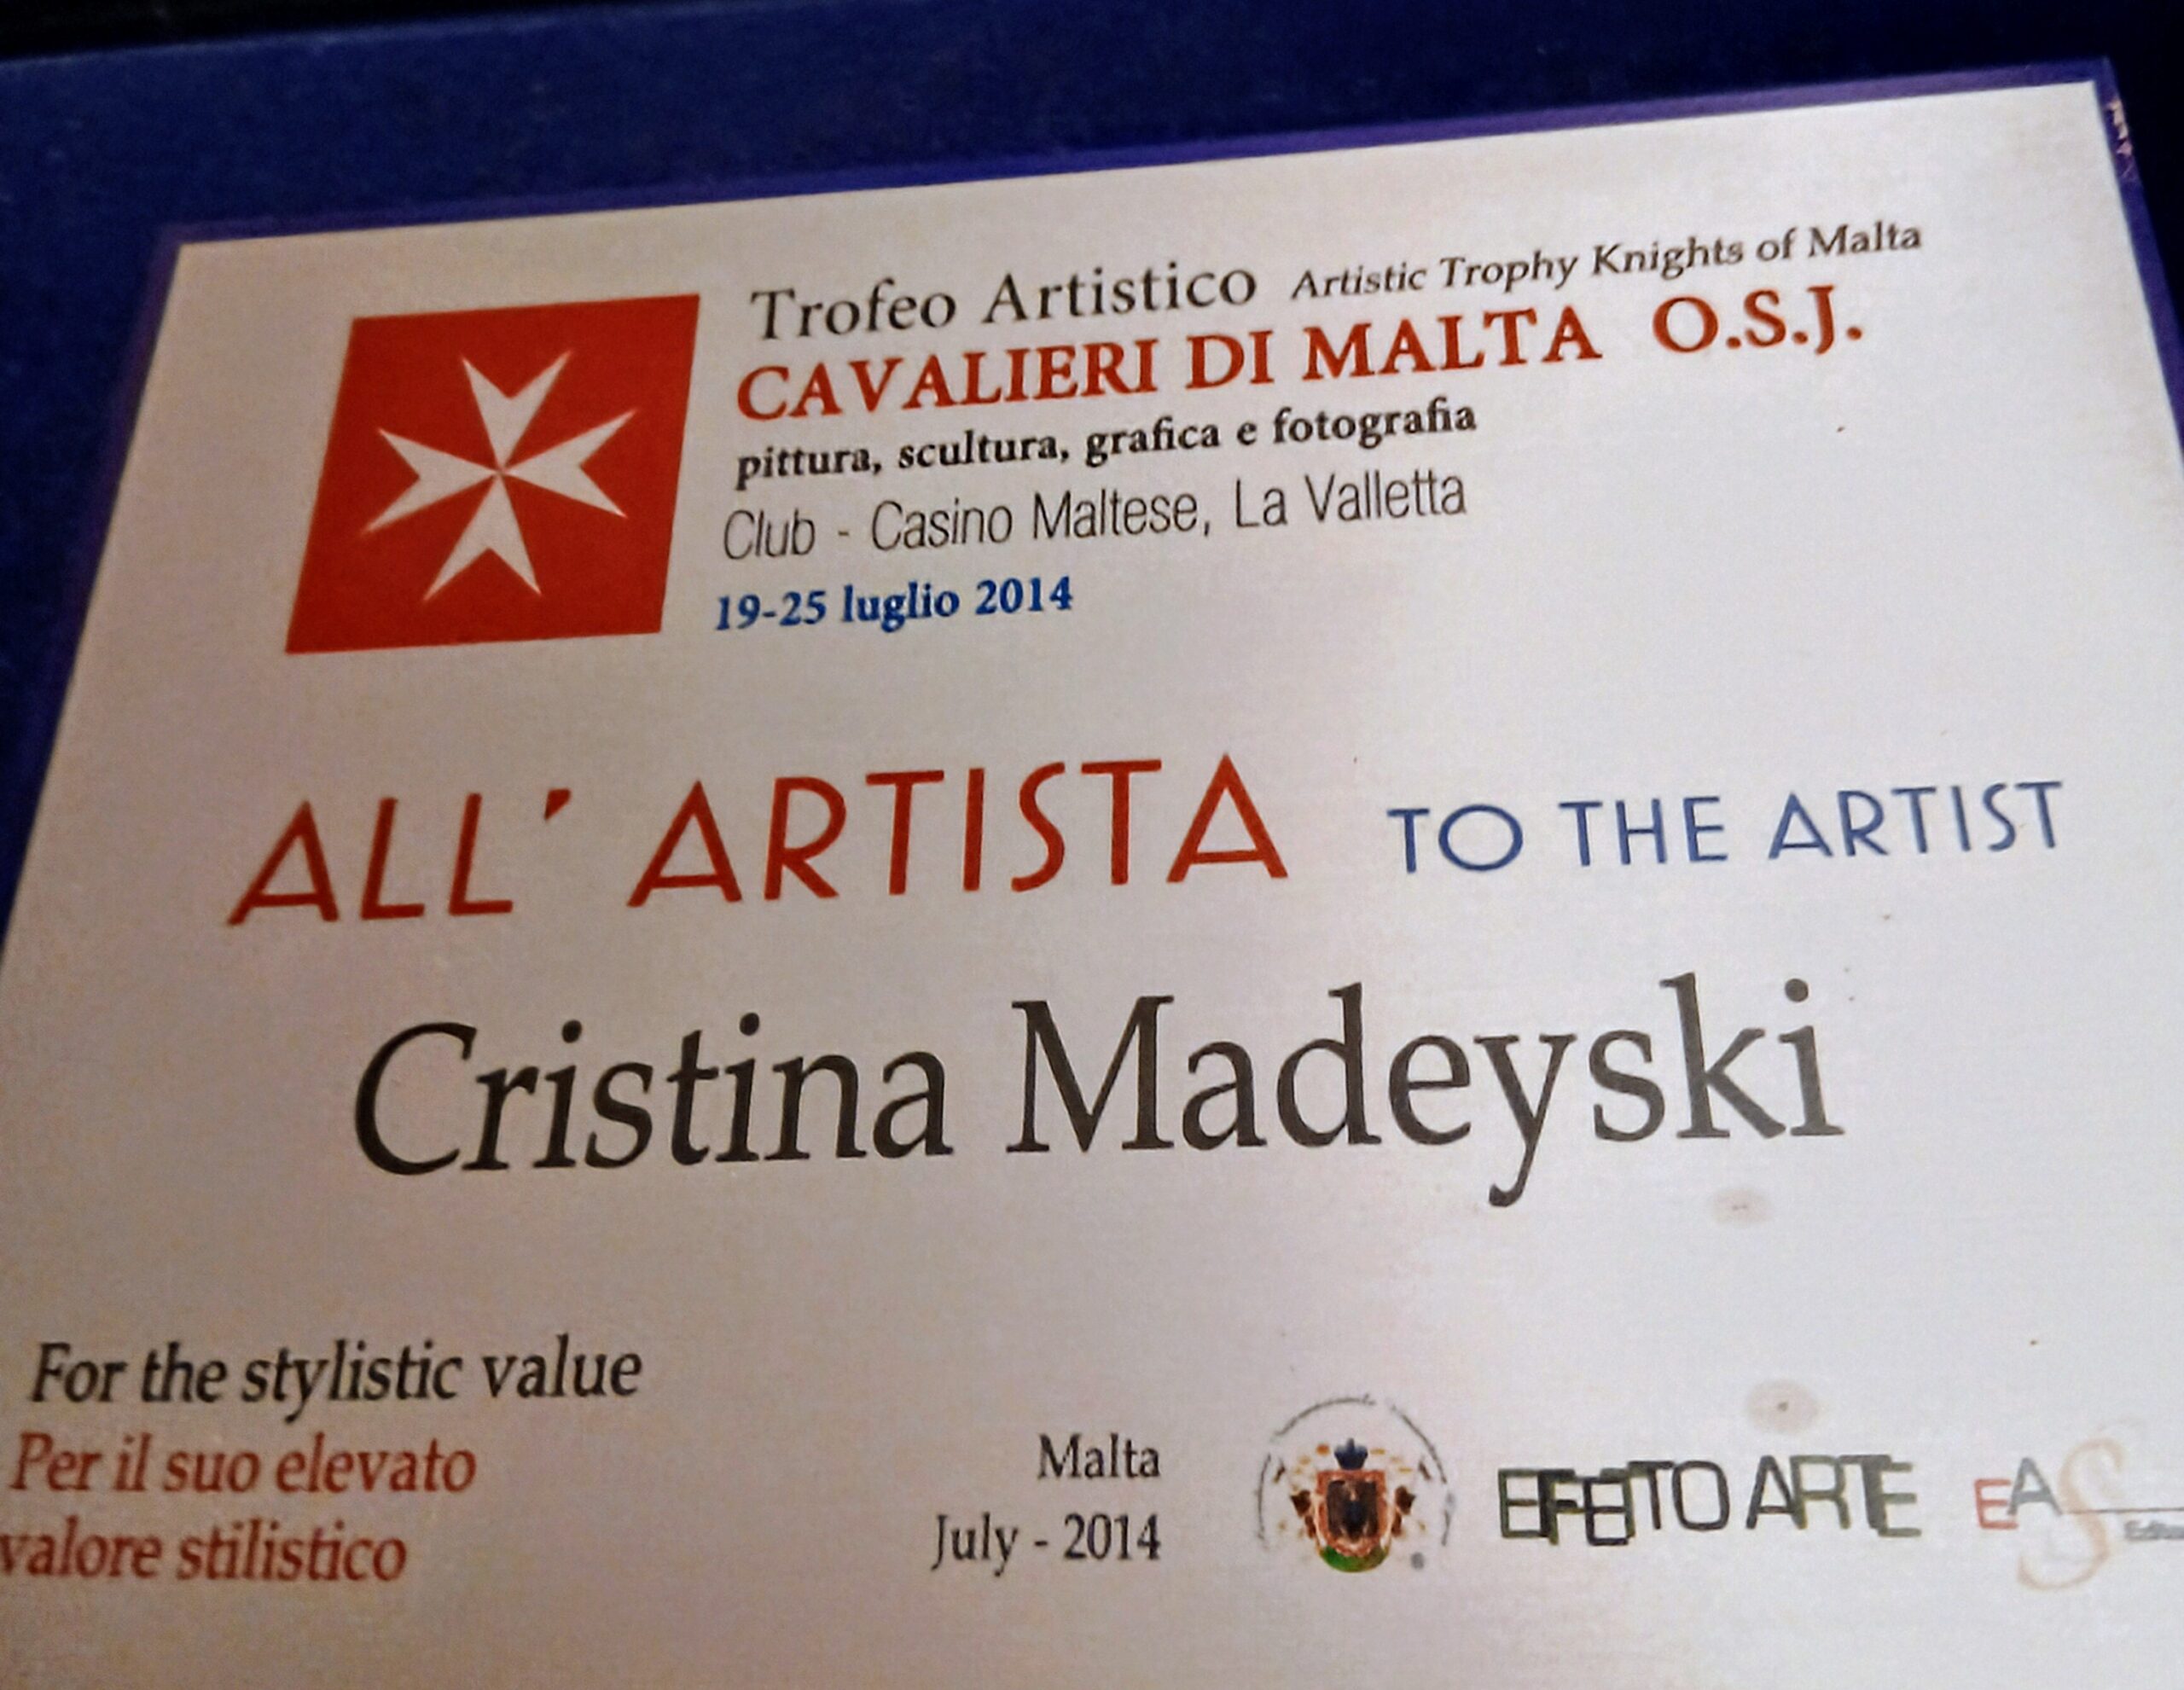 Trofeo Artistico Artistic Trophy Knights of Malta
CAVALIERI DI MALTA O.S.J.
pittura, scultura, grafica e fotografia
Club - Casino Maltese, La Valletta
19-25 luglio 2014
ALL' ARTISTA TO THE ARTIST
Cristina Madeyski
For the stylistic value
Per il suo elevato
valore stilistico
Malta
July - 2014
EFFETTO ARTE
EA